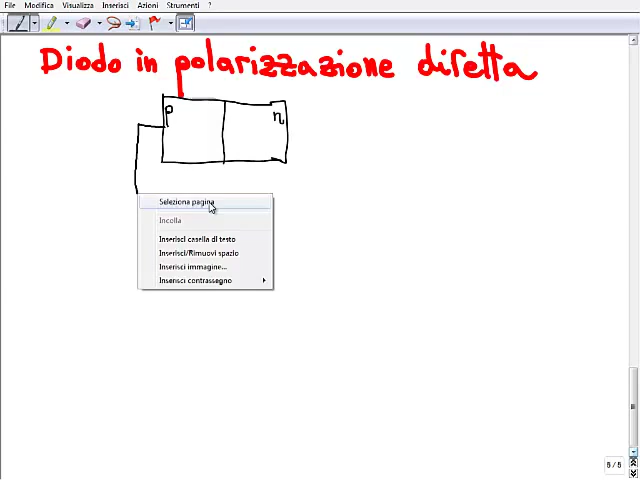 File Modifica Visualizza Inserisci Azioni Strumenti ?
Diodo in polarizzazione diretta
p n
Seleziona pagina
Incolla
Inserisci casella di testo
Inserisci/Rimuovi spazio
Inserisci immagine...
Inserisci contrassegno
5/5